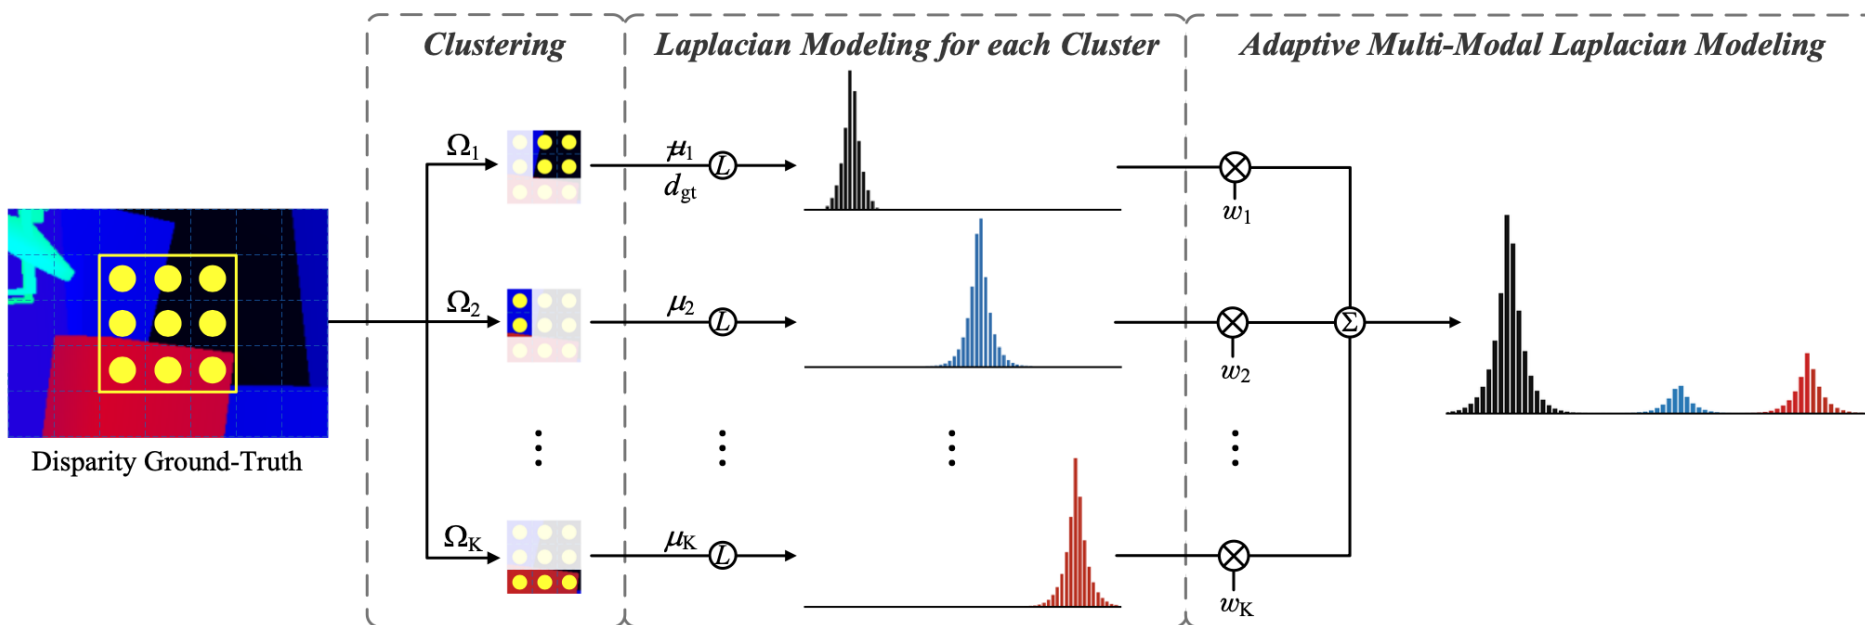 Clustering
Laplacian Modeling for each Cluster
Adaptive Multi-Modal Laplacian Modeling
Ω1
μ1
L
dgt
w1
Ω2
μ2
L
w2
Σ
Disparity Ground-Truth
ΩK
μK
L
wK